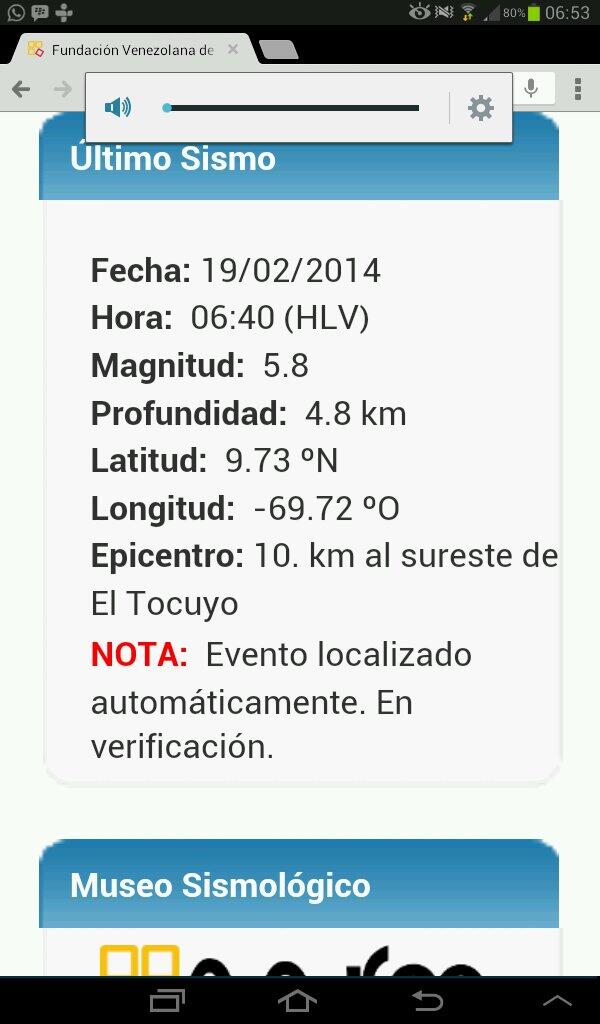 80% 06:53
Fundación Venezolana de
Último Sismo
Fecha: 19/02/2014
Hora: 06:40 (HLV)
Magnitud: 5.8
Profundidad: 4.8 km
Latitud: 9.73 ºN
Longitud: -69.72 ºO
Epicentro: 10. km al sureste de
El Tocuyo
NOTA: Evento localizado
automáticamente. En
verificación.
Museo Sismológico